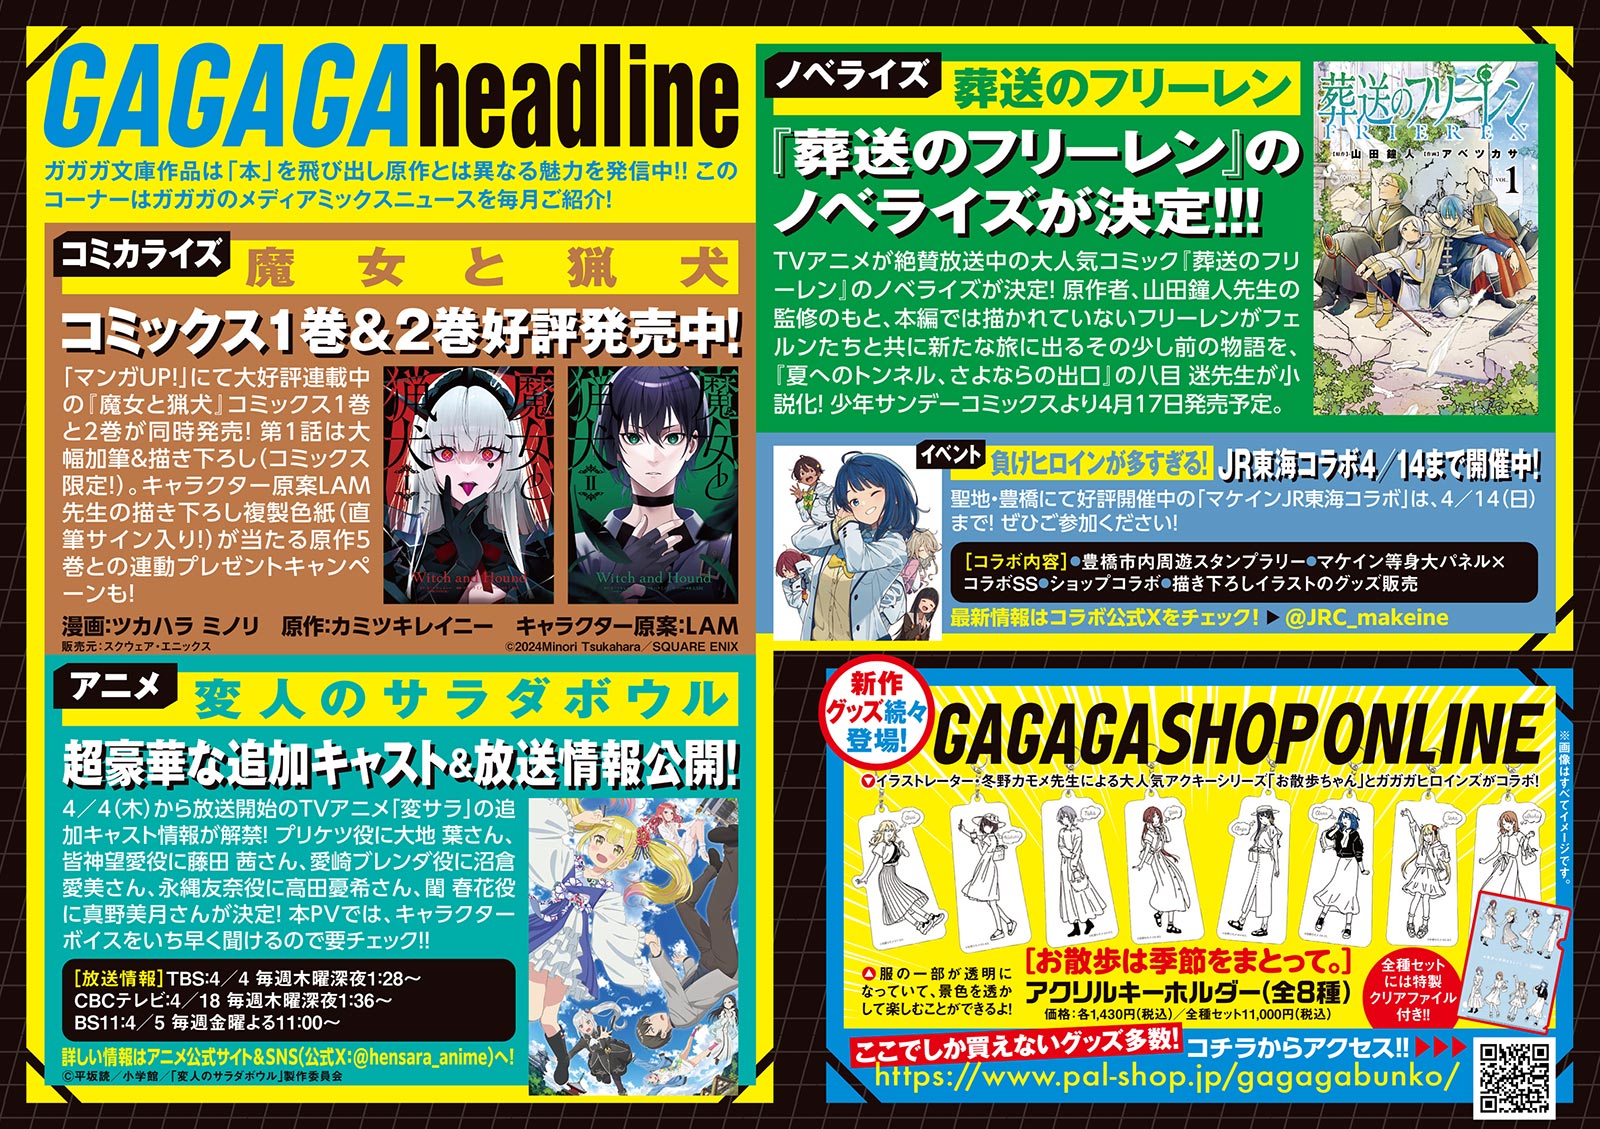 GAGAGA headline
ガガガ文庫作品は「本」を飛び出し原作とは異なる魅力を発信中!! この
コーナーはガガガのメディアミックスニュースを毎月ご紹介!
コミカライズ
魔女と猟犬
コミックス1巻&2巻好評発売中!
「マンガUP!」にて大好評連載中
の『魔女と猟犬』コミックス1巻
と2巻が同時発売! 第1話は大
幅加筆&描き下ろし(コミックス
限定!)。キャラクター原案LAM
先生の描き下ろし複製色紙(直
筆サイン入り!)が当たる原作5
巻との連動プレゼントキャンペ
ーンも!
魔女と猟犬
I
Witch and Hound
魔女と猟犬
II
Witch and Hound
漫画:ツカハラ ミノリ 原作:カミツキレイニー キャラクター原案:LAM
販売元:スクウェア・エニックス
©2024Minori Tsukahara/SQUARE ENIX
アニメ
変人のサラダボウル
超豪華な追加キャスト&放送情報公開!
4/4(木)から放送開始のTVアニメ「変サラ」の追
加キャスト情報が解禁! プリケツ役に大地 葉さん、
皆神望愛役に藤田 茜さん、愛崎ブレンダ役に沼倉
愛美さん、永縄友奈役に高田憂希さん、閨 春花役
に真野美月さんが決定! 本PVでは、キャラクター
ボイスをいち早く聞けるので要チェック!!
[放送情報]TBS:4/4 毎週木曜深夜1:28〜
CBCテレビ:4/18 毎週木曜深夜1:36〜
BS11:4/5 毎週金曜よる11:00〜
詳しい情報はアニメ公式サイト&SNS(公式X:@hensara_anime)へ!
©平坂読/小学館/「変人のサラダボウル」製作委員会
ノベライズ
葬送のフリーレン
『葬送のフリーレン』の
ノベライズが決定!!!
TVアニメが絶賛放送中の大人気コミック『葬送のフリ
ーレン』のノベライズが決定! 原作者、山田鐘人先生の
監修のもと、本編では描かれていないフリーレンがフェ
ルンたちと共に新たな旅に出るその少し前の物語を、
『夏へのトンネル、さよならの出口』の八目 迷先生が小
説化! 少年サンデーコミックスより4月17日発売予定。
葬送のフリーレン
FRIEREN
[原作]山田鐘人 [作画]アベツカサ
VOL.1
イベント
負けヒロインが多すぎる!
JR東海コラボ4/14まで開催中!
聖地・豊橋にて好評開催中の「マケインJR東海コラボ」は、4/14(日)
まで! ぜひご参加ください!
[コラボ内容]●豊橋市内周遊スタンプラリー●マケイン等身大パネル×
コラボSS●ショップコラボ●描き下ろしイラストのグッズ販売
最新情報はコラボ公式Xをチェック!▶@JRC_makeine
新作
グッズ続々
登場!
GAGAGA SHOP ONLINE
▼イラストレーター・冬野カモメ先生による大人気アクキーシリーズ「お散歩ちゃん」とガガガヒロインズがコラボ!
※画像はすべてイメージです。
▲服の一部が透明に
なっていて、景色を透か
して楽しむことができるよ!
[お散歩は季節をまとって。]
アクリルキーホルダー(全8種)
価格:各1,430円(税込)/全種セット11,000円(税込)
全種セット
には特製
クリアファイル
付き!!
ここでしか買えないグッズ多数!
コチラからアクセス!!▶▶▶
https://www.pal-shop.jp/gagagabunko/